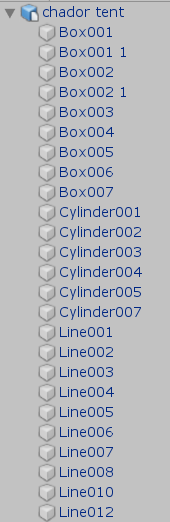 chador tent
Box001
Box001 1
Box002
Box002 1
Box003
Box004
Box005
Box006
Box007
Cylinder001
Cylinder002
Cylinder003
Cylinder004
Cylinder005
Cylinder007
Line001
Line002
Line003
Line004
Line005
Line006
Line007
Line008
Line010
Line012